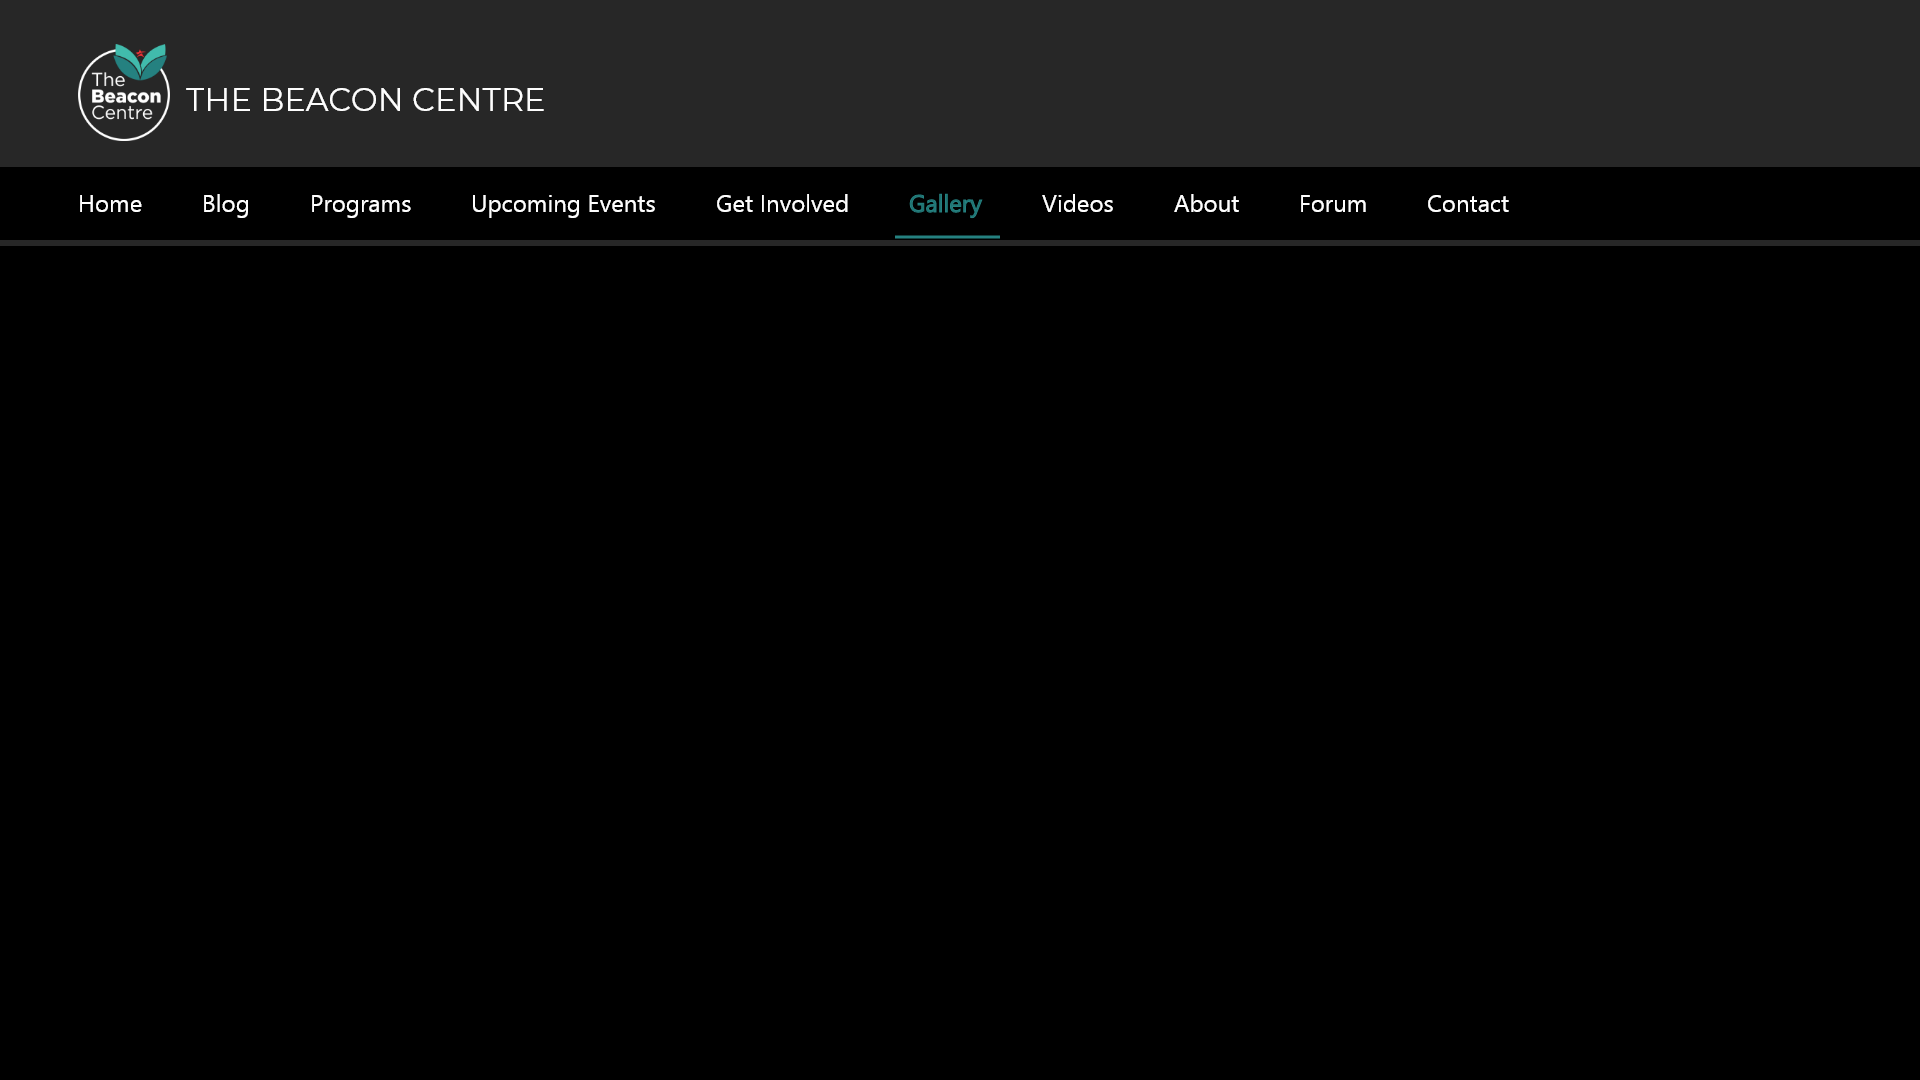 The
Beacon
Centre
THE BEACON CENTRE
Home Blog Programs Upcoming Events Get Involved Gallery Videos About Forum Contact